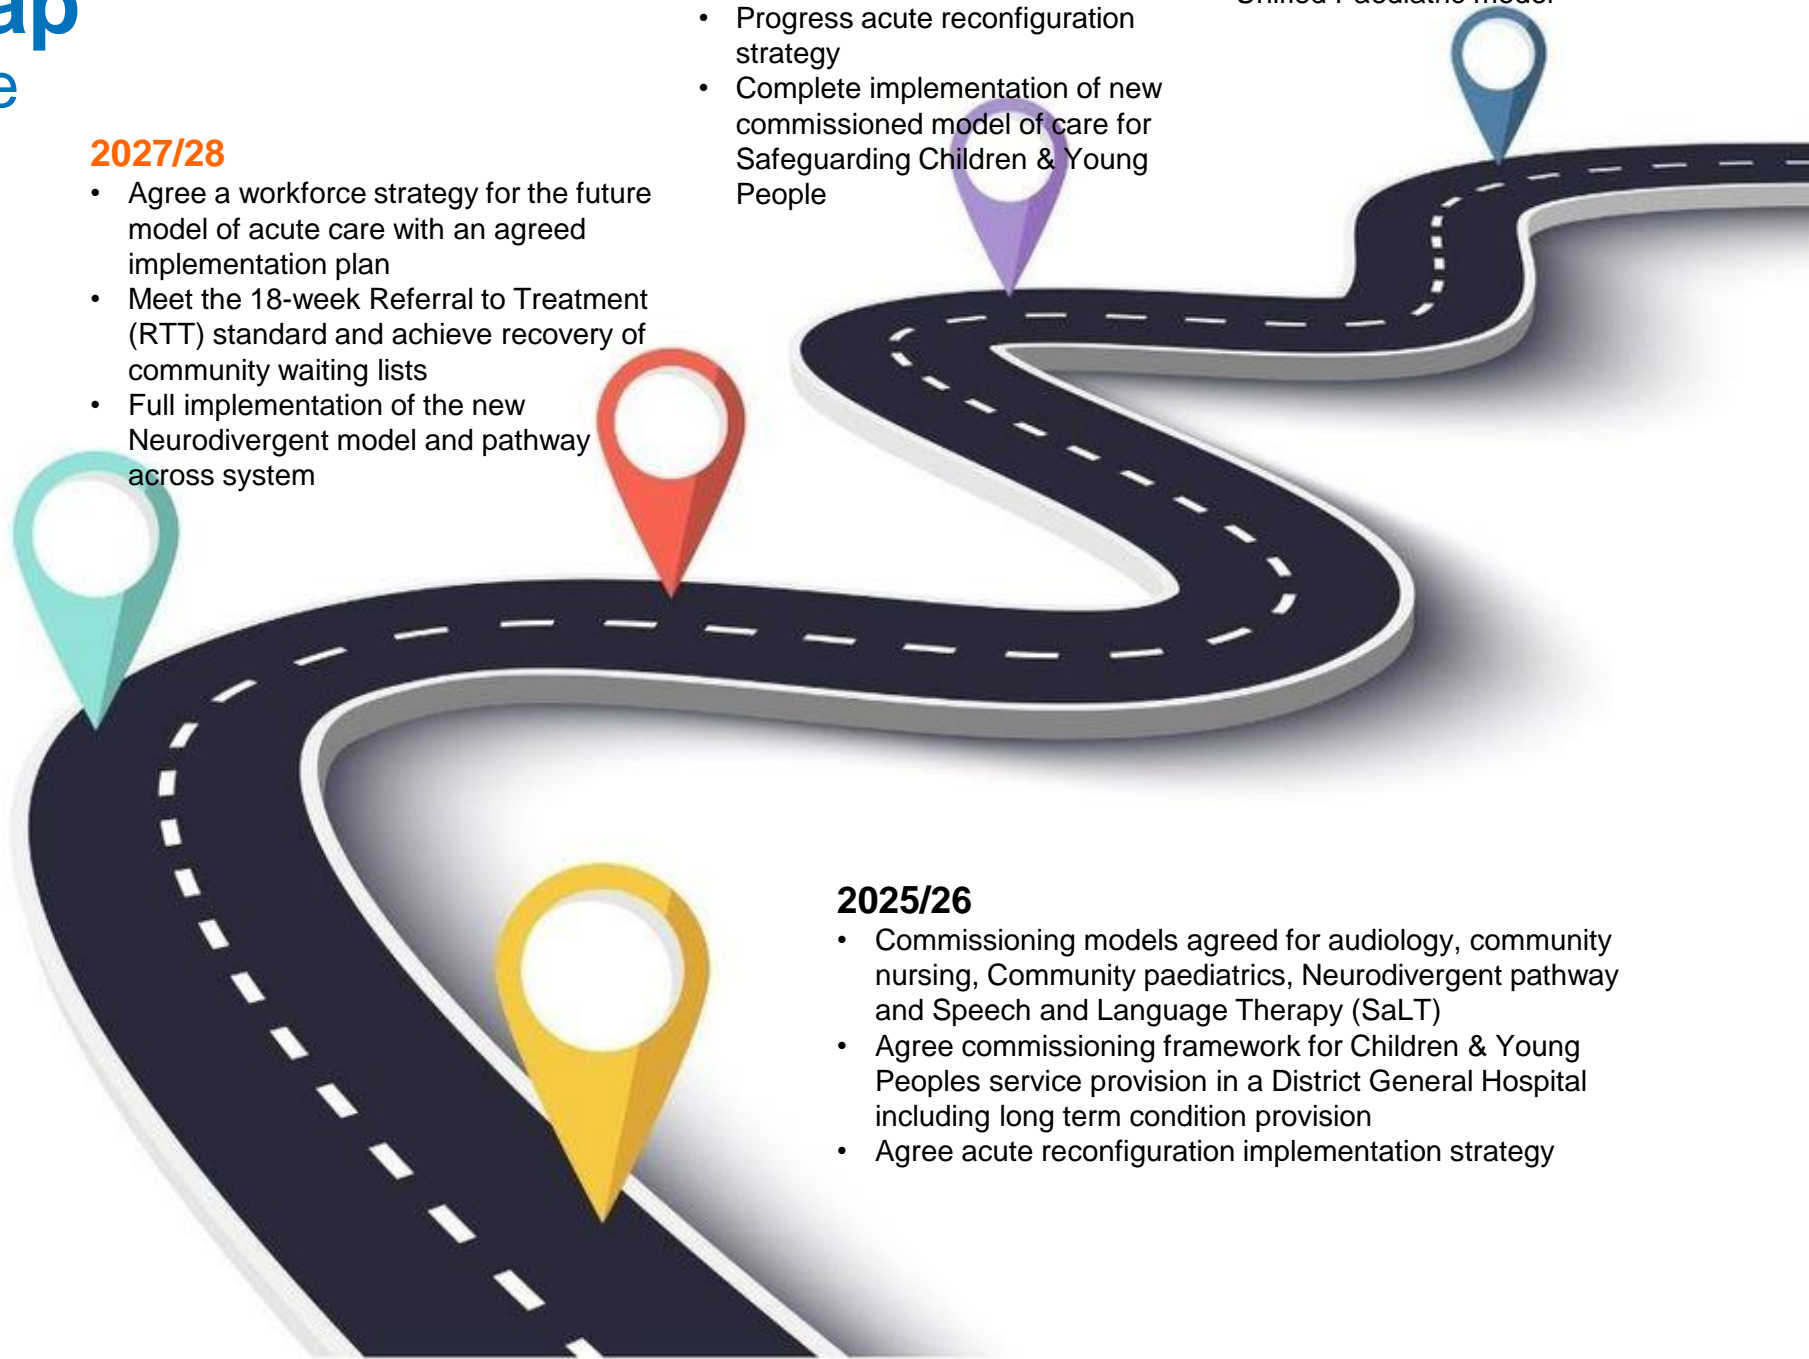 ap
e
Progress acute reconfiguration
strategy
Complete implementation of new
commissioned model of care for
Safeguarding Children & Young
People
2027/28
• Agree a workforce strategy for the future
model of acute care with an agreed
implementation plan
• Meet the 18-week Referral to Treatment
(RTT) standard and achieve recovery of
community waiting lists
• Full implementation of the new
Neurodivergent model and pathway
across system
2025/26
• Commissioning models agreed for audiology, community
nursing, Community paediatrics, Neurodivergent pathway
and Speech and Language Therapy (SaLT)
• Agree commissioning framework for Children & Young
Peoples service provision in a District General Hospital
including long term condition provision
• Agree acute reconfiguration implementation strategy